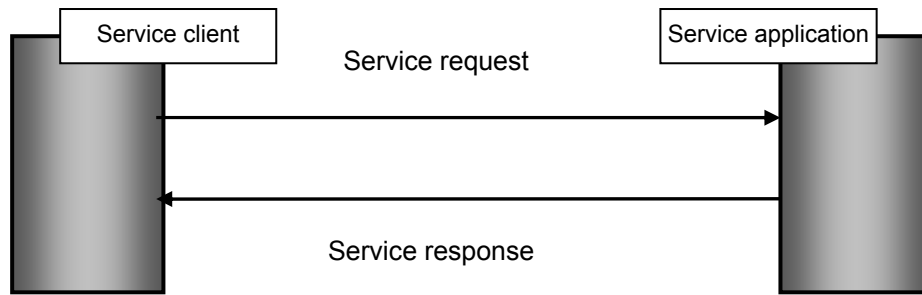 Service client
Service application
Service request
Service response